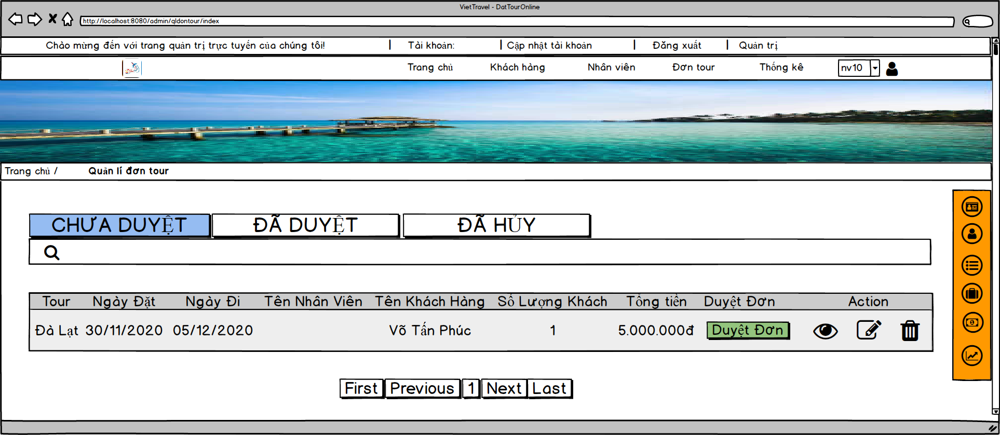 VietTravel - DatTourOnline
http://localhost:8080/admin/qldontour/index
Chào mừng đến với trang quản trị trực tuyến của chúng tôi! | Tài khoản: | Cập nhật tài khoản | Đăng xuất | Quản trị
Trang chủ Khách hàng Nhân viên Đơn tour Thống kê nv10
Trang chủ / Quản lí đơn tour
CHƯA DUYỆT ĐÃ DUYỆT ĐÃ HỦY
Tour Ngày Đặt Ngày Đi Tên Nhân Viên Tên Khách Hàng Số Lượng Khách Tổng tiền Duyệt Đơn Action
Đà Lạt 30/11/2020 05/12/2020 Võ Tấn Phúc 1 5.000.000đ Duyệt Đơn
First Previous 1 Next Last